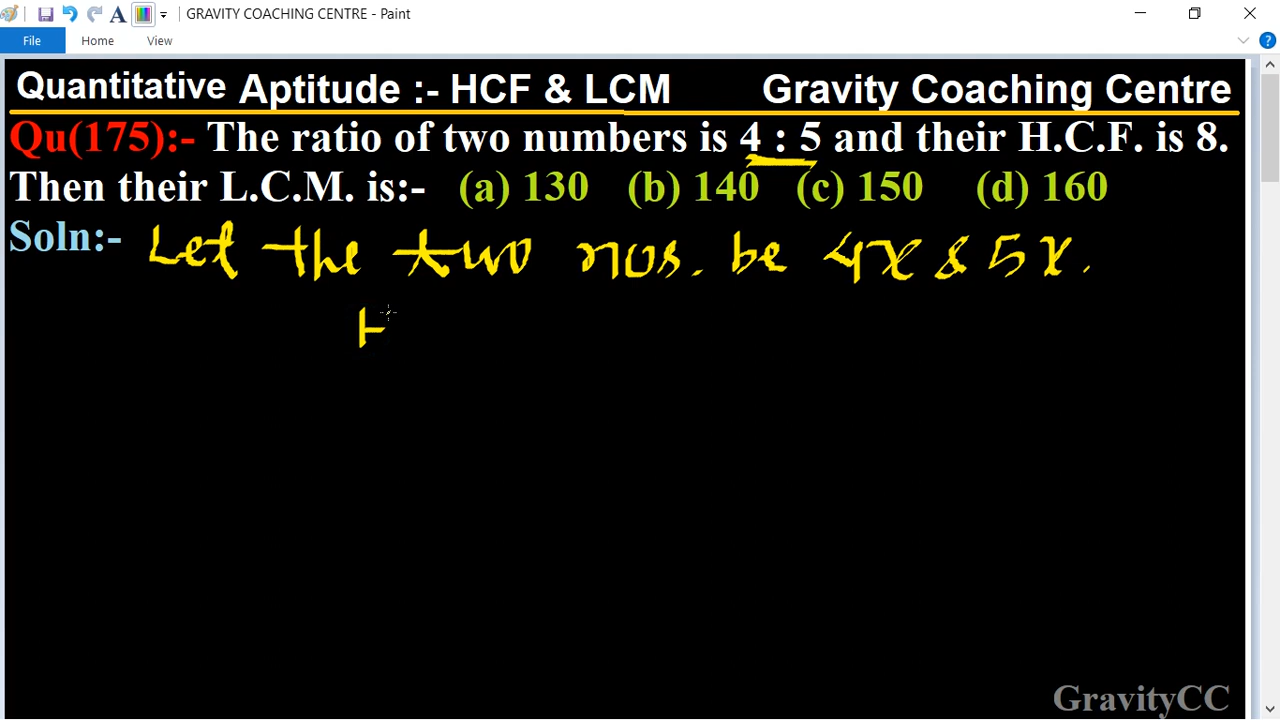 GRAVITY COACHING CENTRE - Paint
File Home View
Quantitative Aptitude :- HCF & LCM Gravity Coaching Centre
Qu(175):- The ratio of two numbers is 4 : 5 and their H.C.F. is 8.
Then their L.C.M. is:- (a) 130 (b) 140 (c) 150 (d) 160
Soln:- Let the two nos. be 4x & 5x.
GravityCC